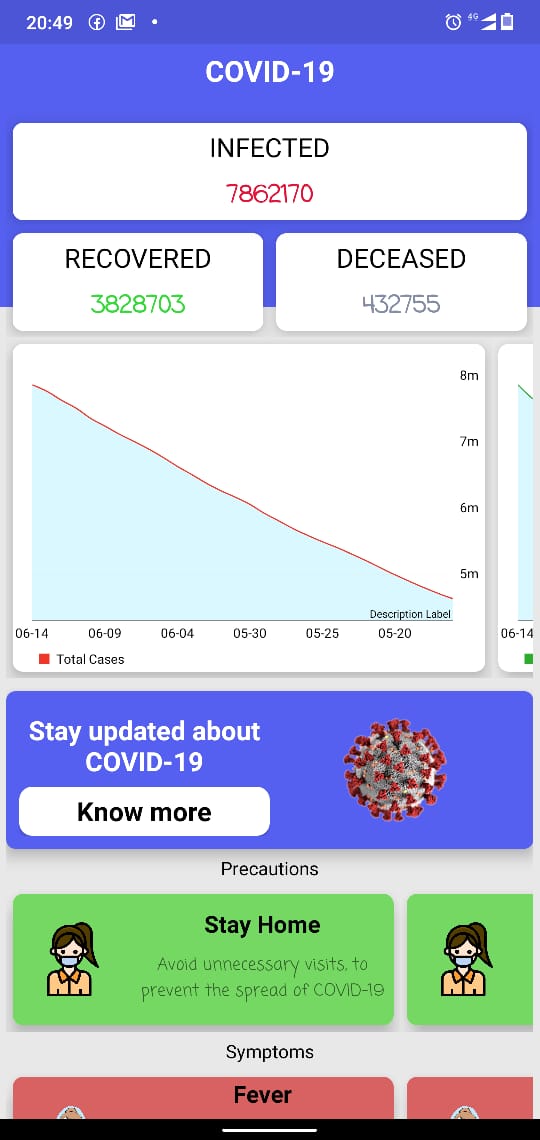 20:49
4G
COVID-19
INFECTED
7862170
RECOVERED
DECEASED
3828703
432755
8m
7m
6m
5m
Description Label
06-14 06-09 06-04 05-30 05-25 05-20
06-14
Total Cases
Stay updated about
COVID-19
Know more
Precautions
Stay Home
Avoid unnecessary visits, to
prevent the spread of COVID-19
Symptoms
Fever